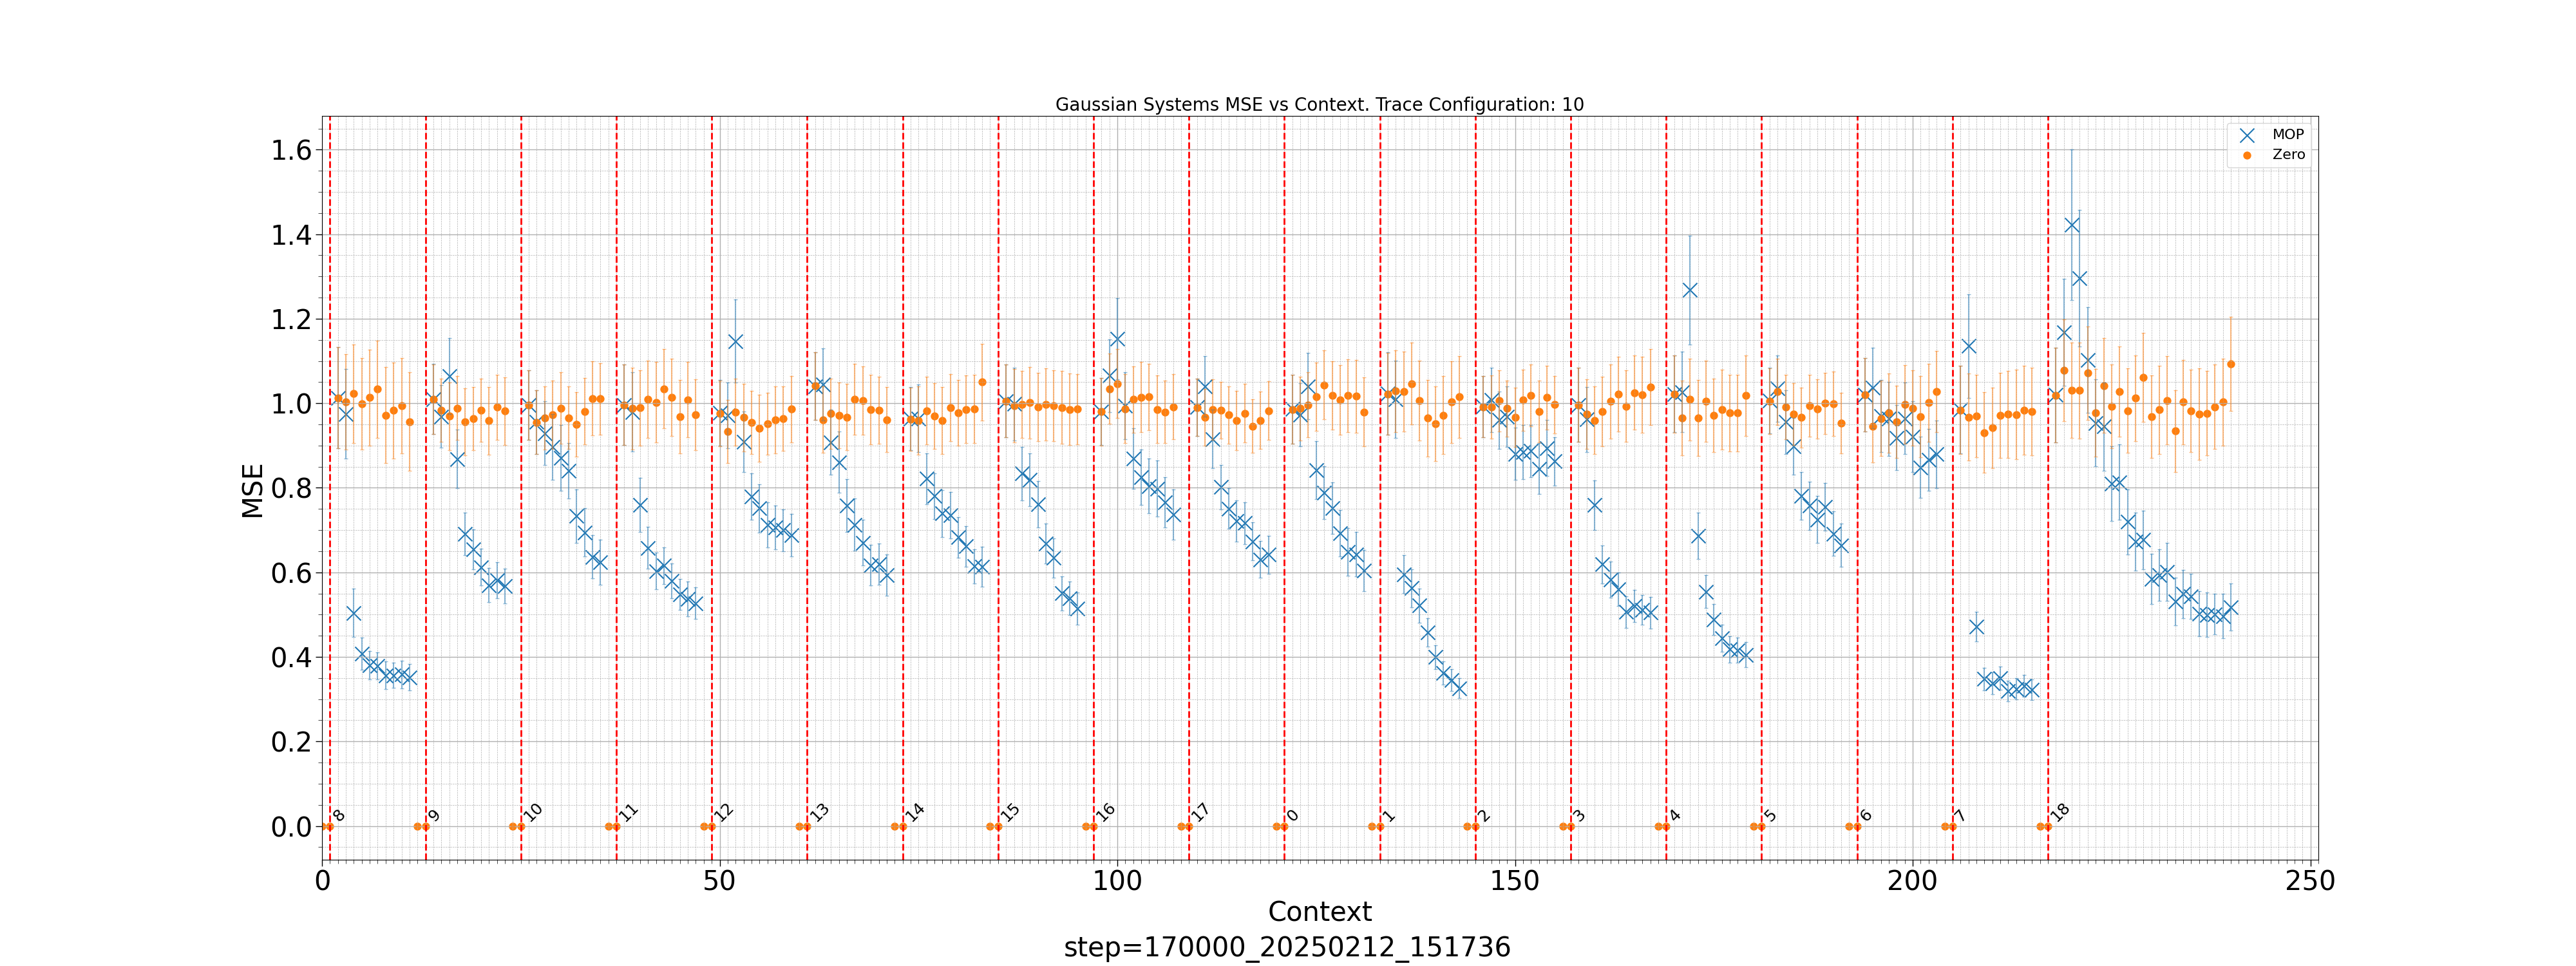 Gaussian Systems MSE vs Context. Trace Configuration: 10
MOP
Zero
MSE
1.6
1.4
1.2
1.0
0.8
0.6
0.4
0.2
0.0
8 9 10 11 12 13 14 15 16 17 0 1 2 3 4 5 6 7 18
0 50 100 150 200 250
Context
step=170000_20250212_151736